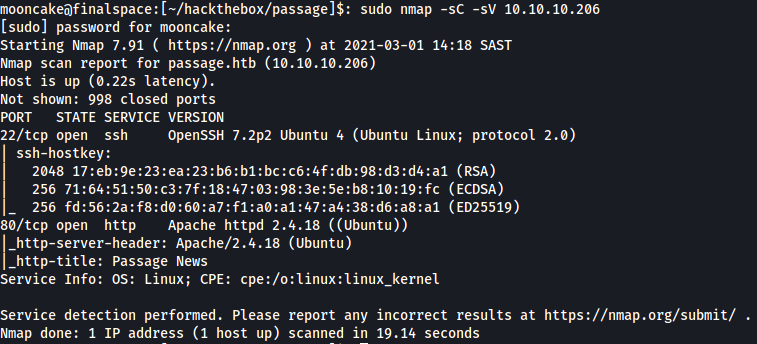 mooncake@finalspace:[~/hackthebox/passage]$: sudo nmap -sC -sV 10.10.10.206
[sudo] password for mooncake:
Starting Nmap 7.91 ( https://nmap.org ) at 2021-03-01 14:18 SAST
Nmap scan report for passage.htb (10.10.10.206)
Host is up (0.22s latency).
Not shown: 998 closed ports
PORT   STATE SERVICE VERSION
22/tcp open  ssh     OpenSSH 7.2p2 Ubuntu 4 (Ubuntu Linux; protocol 2.0)
| ssh-hostkey:
|   2048 17:eb:9e:23:ea:23:b6:b1:bc:c6:4f:db:98:d3:d4:a1 (RSA)
|   256 71:64:51:50:c3:7f:18:47:03:98:3e:5e:b8:10:19:fc (ECDSA)
|_  256 fd:56:2a:f8:d0:60:a7:f1:a0:a1:47:a4:38:d6:a8:a1 (ED25519)
80/tcp open  http    Apache httpd 2.4.18 ((Ubuntu))
|_http-server-header: Apache/2.4.18 (Ubuntu)
|_http-title: Passage News
Service Info: OS: Linux; CPE: cpe:/o:linux:linux_kernel

Service detection performed. Please report any incorrect results at https://nmap.org/submit/ .
Nmap done: 1 IP address (1 host up) scanned in 19.14 seconds